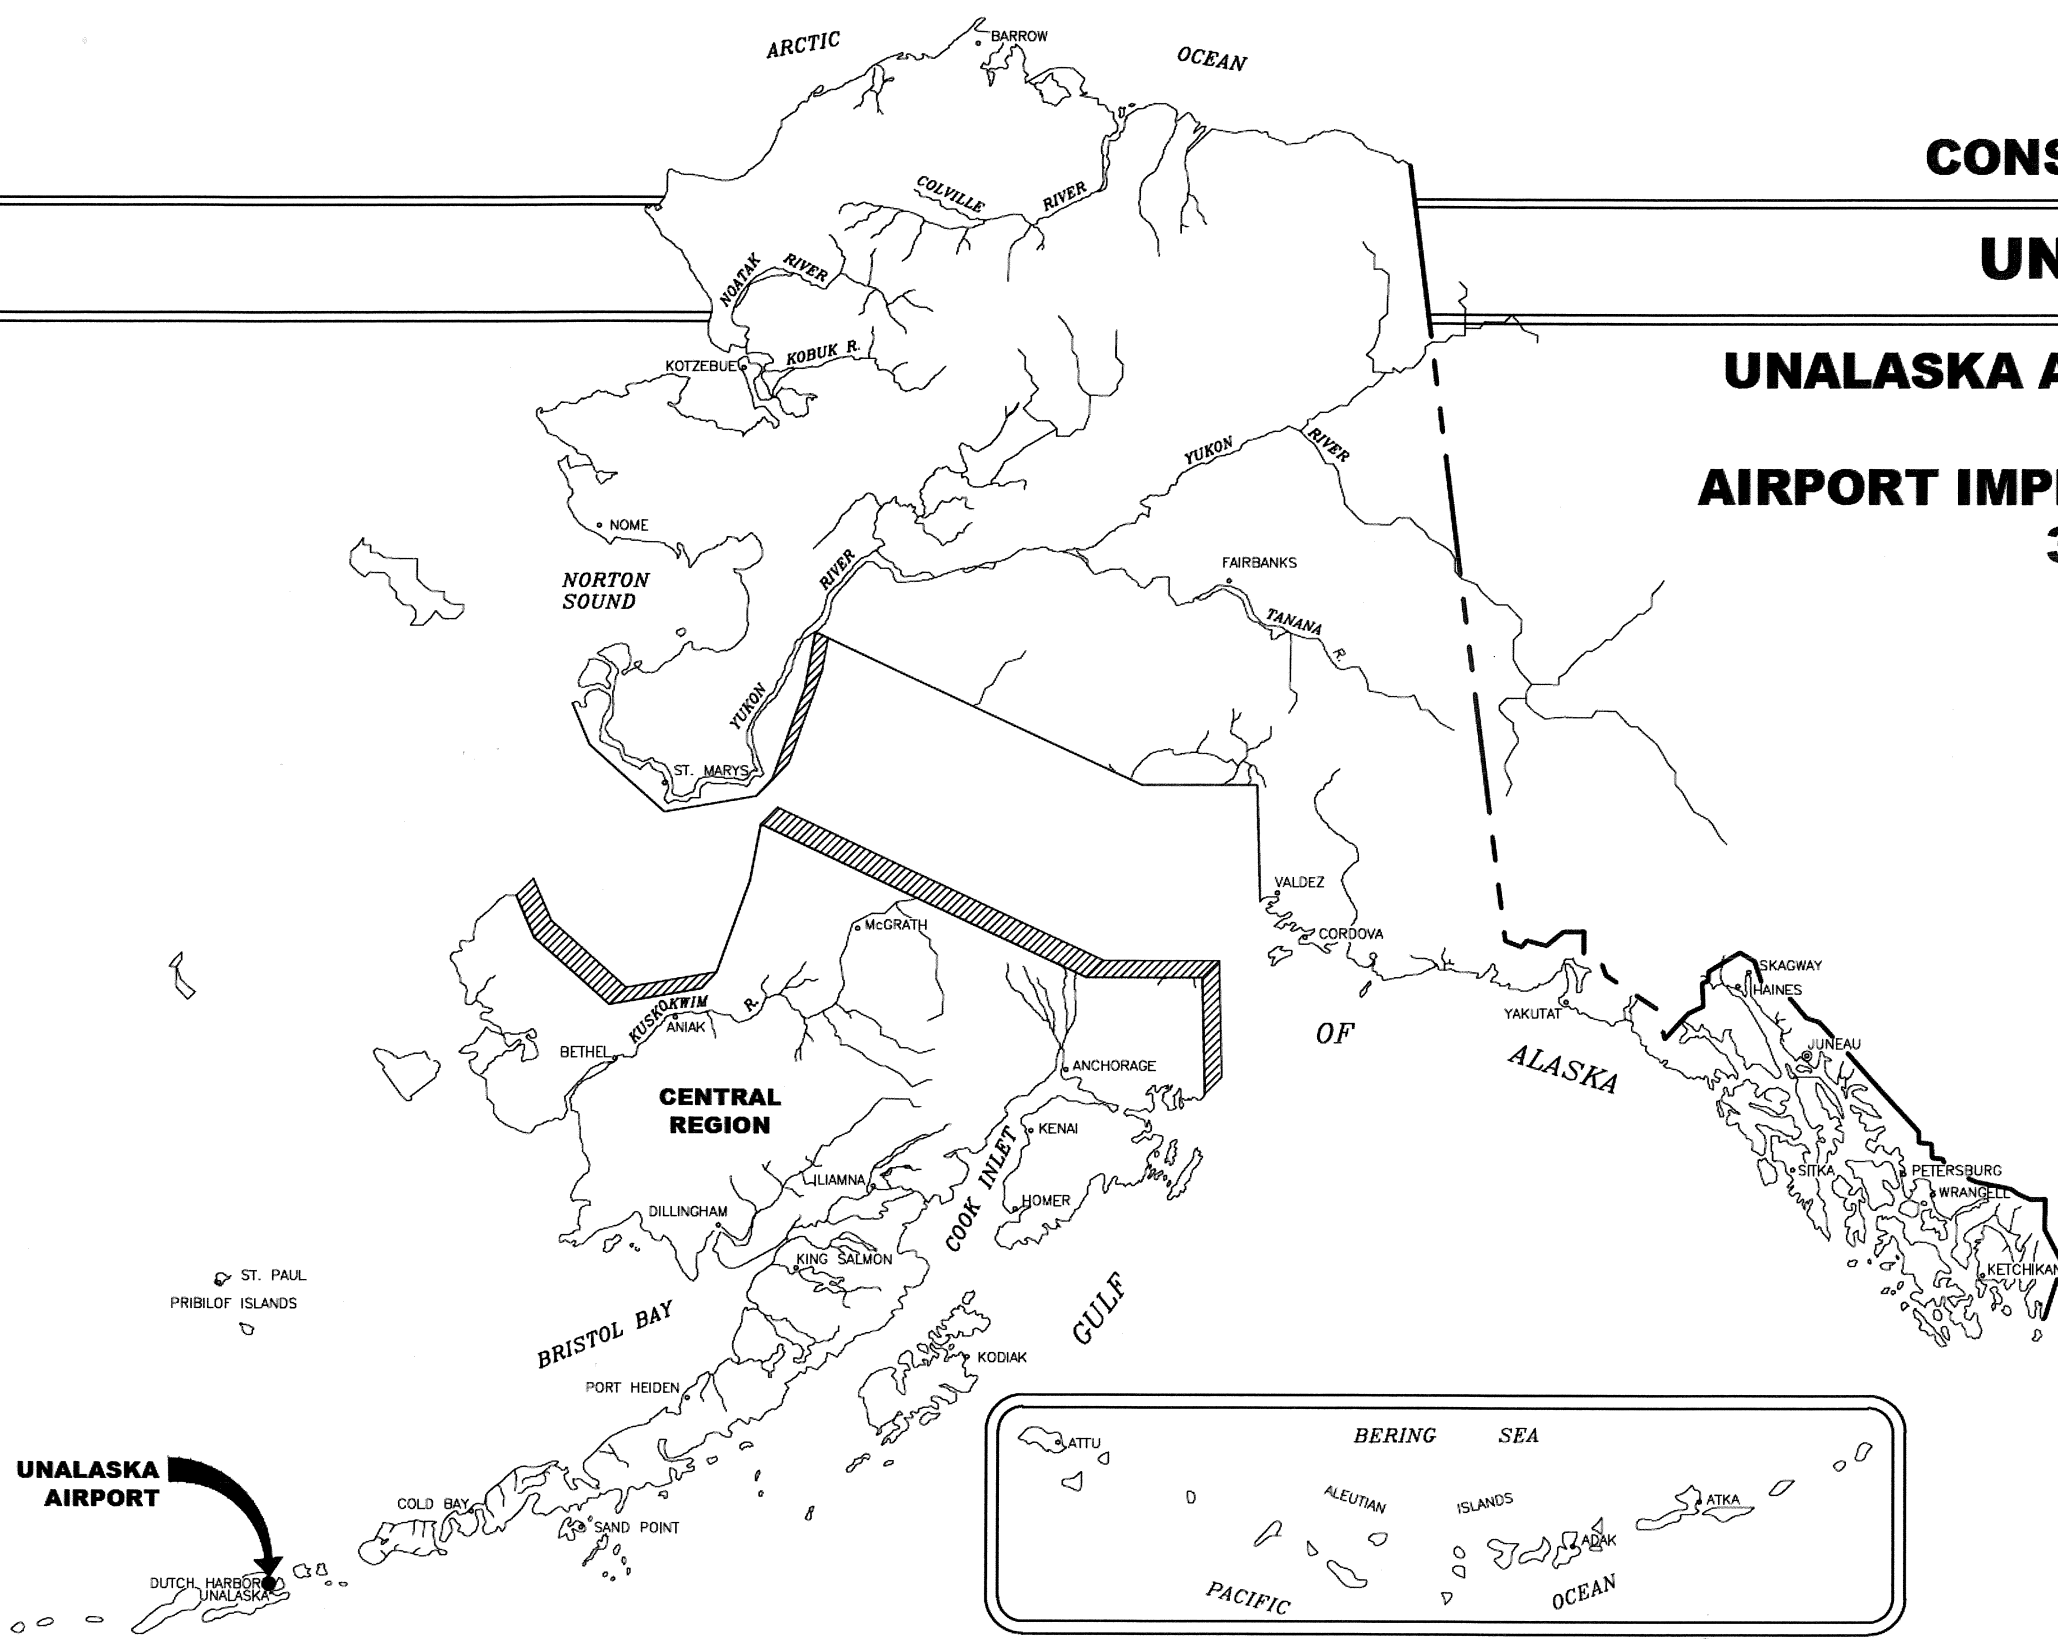 ARCTIC
BARROW
OCEAN
CONS
COLVILLE
RIVER
UN
NOATAK
RIVER
KOBUK R.
KOTZEBUE
UNALASKA A
YUKON
RIVER
AIRPORT IMP
NOME
FAIRBANKS
RIVER
NORTON
SOUND
TANANA
R.
YUKON
ST. MARYS
VALDEZ
McGRATH
CORDOVA
SKAGWAY
HAINES
KUSKOKWIM
R.
ANIAK
YAKUTAT
OF
BETHEL
JUNEAU
ALASKA
ANCHORAGE
CENTRAL
REGION
KENAI
COOK INLET
SITKA
PETERSBURG
ILIAMNA
WRANGELL
HOMER
DILLINGHAM
KING SALMON
KETCHIKAN
ST. PAUL
PRIBILOF ISLANDS
GULF
BRISTOL BAY
KODIAK
PORT HEIDEN
BERING SEA
ATTU
UNALASKA
AIRPORT
ALEUTIAN ISLANDS
ATKA
COLD BAY
SAND POINT
ADAK
DUTCH HARBOR
UNALASKA
PACIFIC
OCEAN